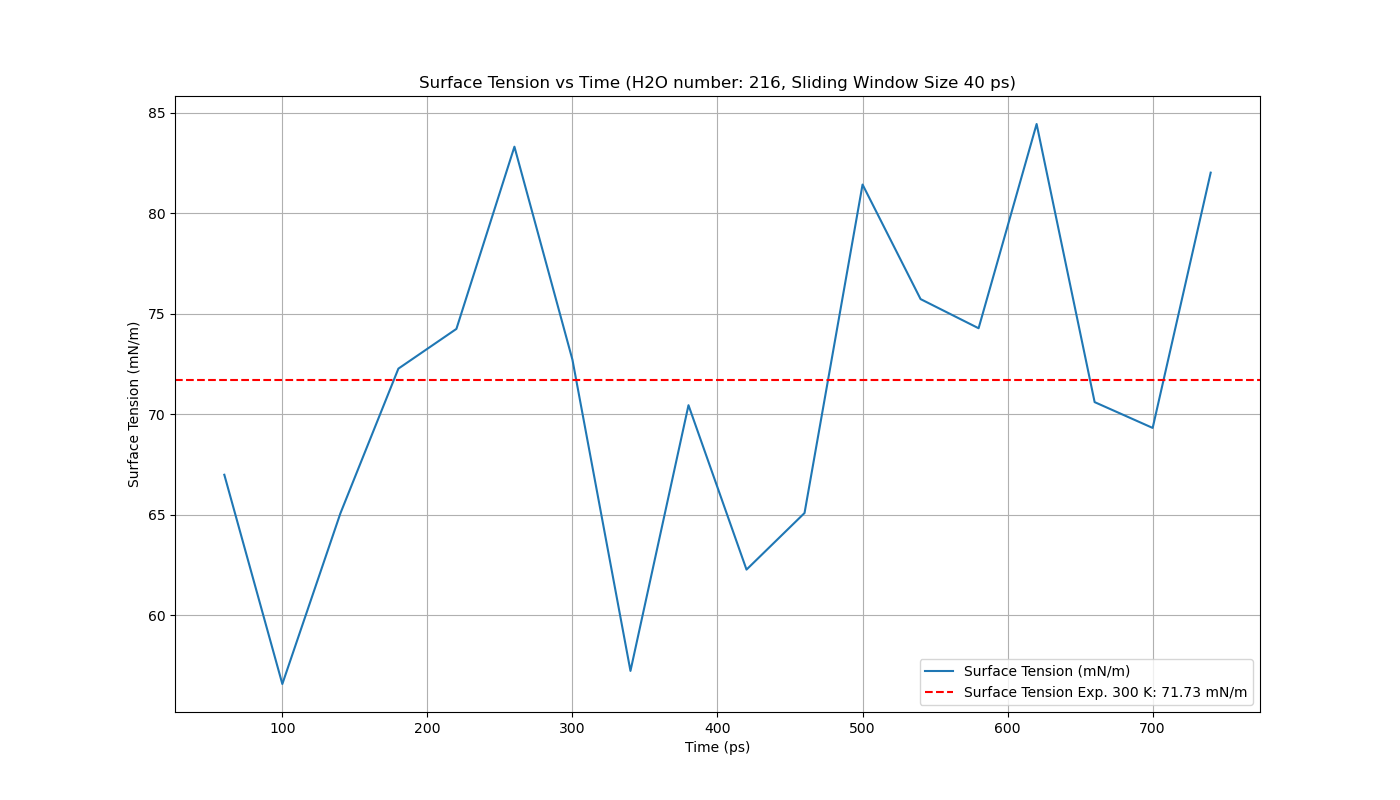 Surface Tension vs Time (H2O number: 216, Sliding Window Size 40 ps)
85
80
75
70
65
60
Surface Tension (mN/m)
Surface Tension (mN/m)
Surface Tension Exp. 300 K: 71.73 mN/m
100 200 300 400 500 600 700
Time (ps)